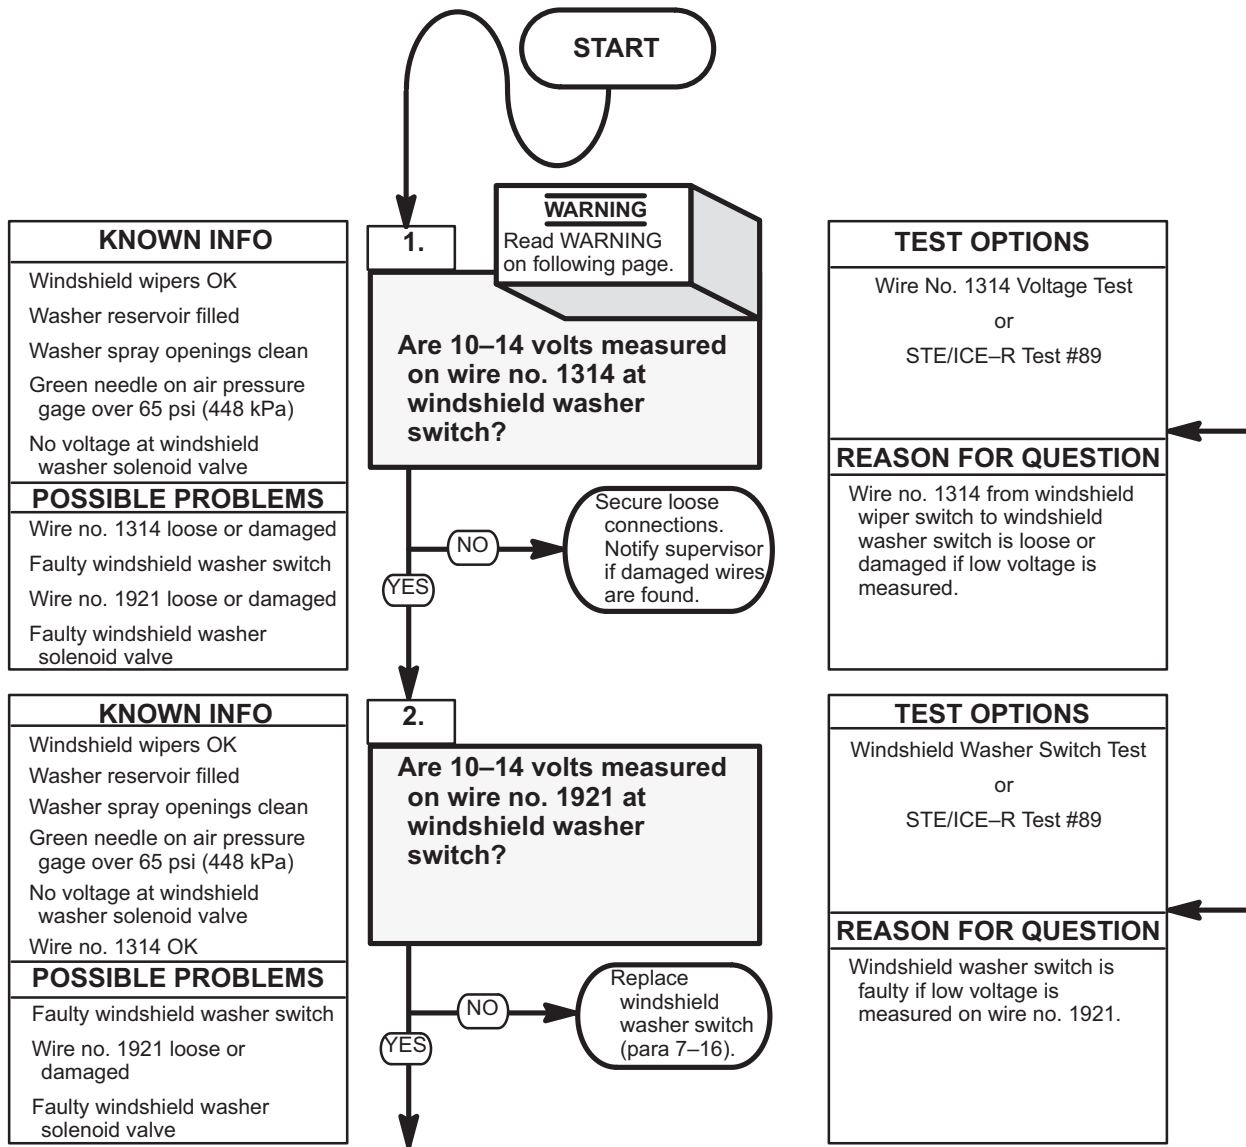 START
KNOWN INFO
Windshield wipers OK
Washer reservoir filled
Washer spray openings clean
Green needle on air pressure
gage over 65 psi (448 kPa)
No voltage at windshield
washer solenoid valve
POSSIBLE PROBLEMS
Wire no. 1314 loose or damaged
Faulty windshield washer switch
Wire no. 1921 loose or damaged
Faulty windshield washer
solenoid valve
1.
WARNING
Read WARNING
on following page.
Are 10–14 volts measured
on wire no. 1314 at
windshield washer
switch?
NO
Secure loose
connections.
Notify supervisor
if damaged wires
are found.
YES
TEST OPTIONS
Wire No. 1314 Voltage Test
or
STE/ICE–R Test #89
REASON FOR QUESTION
Wire no. 1314 from windshield
wiper switch to windshield
washer switch is loose or
damaged if low voltage is
measured.
KNOWN INFO
Windshield wipers OK
Washer reservoir filled
Washer spray openings clean
Green needle on air pressure
gage over 65 psi (448 kPa)
No voltage at windshield
washer solenoid valve
Wire no. 1314 OK
POSSIBLE PROBLEMS
Faulty windshield washer switch
Wire no. 1921 loose or
damaged
Faulty windshield washer
solenoid valve
2.
Are 10–14 volts measured
on wire no. 1921 at
windshield washer
switch?
NO
Replace
windshield
washer switch
(para 7–16).
YES
TEST OPTIONS
Windshield Washer Switch Test
or
STE/ICE–R Test #89
REASON FOR QUESTION
Windshield washer switch is
faulty if low voltage is
measured on wire no. 1921.